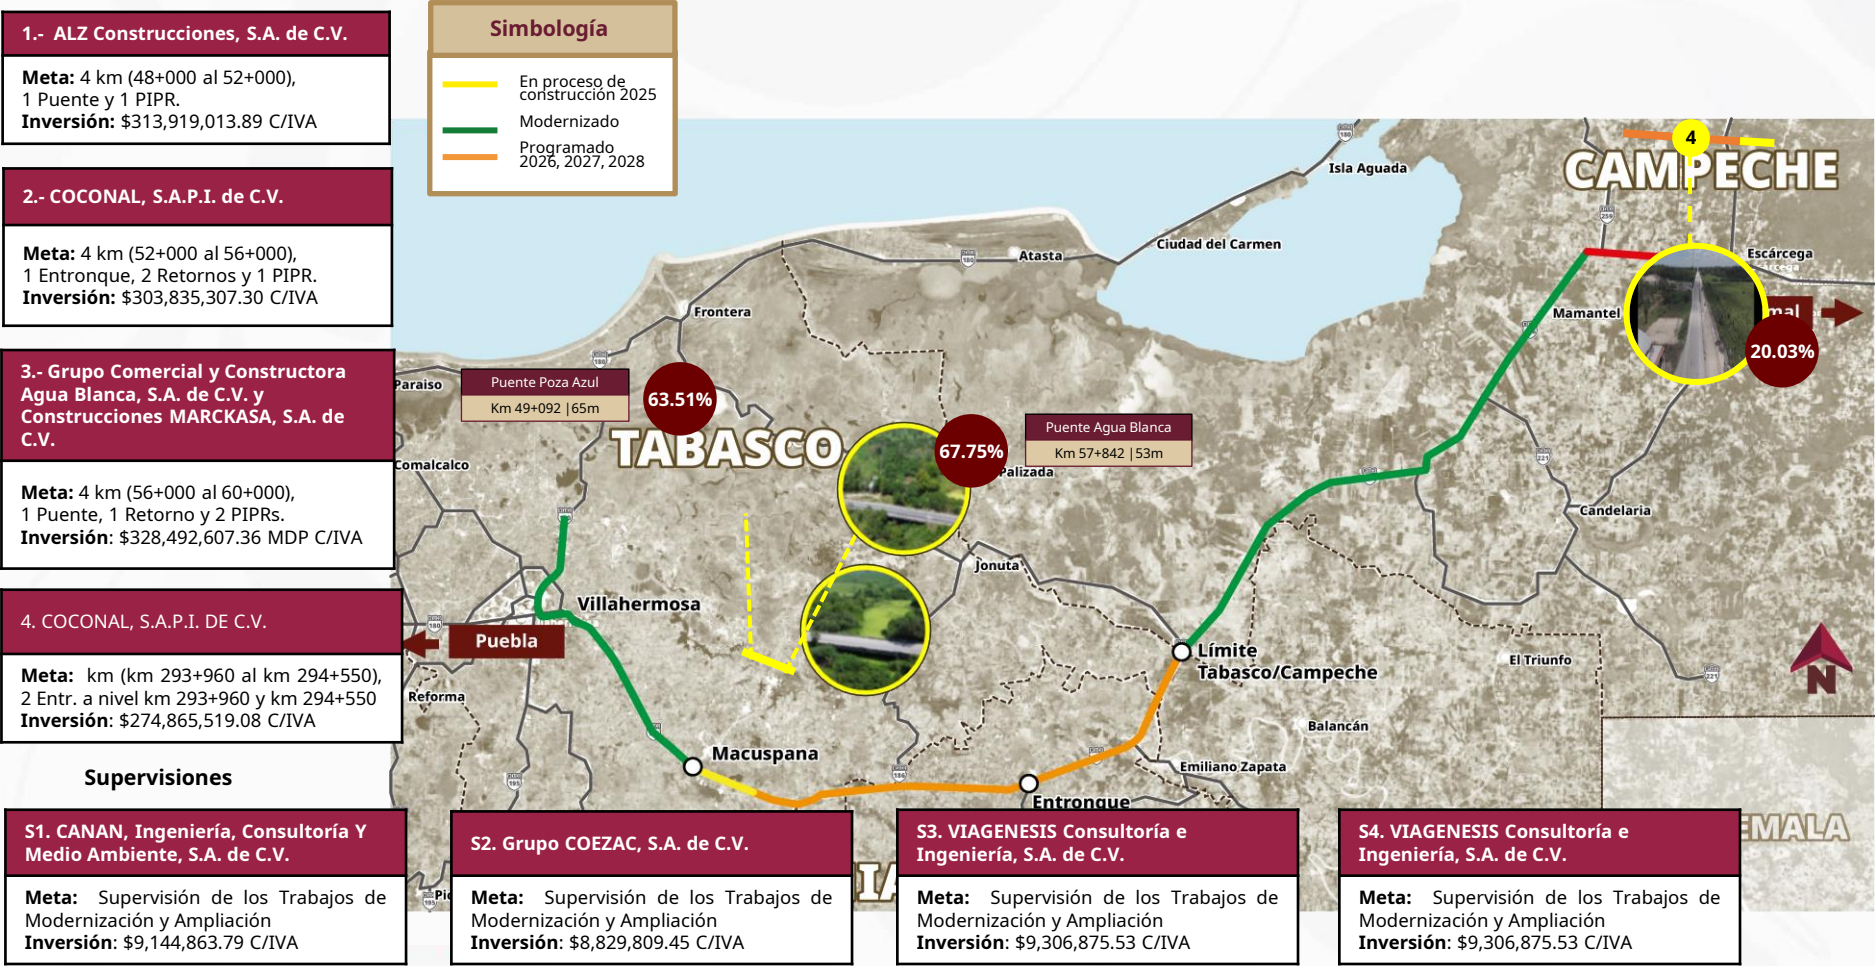 1.- ALZ Construcciones, S.A. de C.V.
Meta: 4 km (48+000 al 52+000),
1 Puente y 1 PIPR.
Inversión: $313,919,013.89 C/IVA
2.- COCONAL, S.A.P.I. de C.V.
Meta: 4 km (52+000 al 56+000),
1 Entronque, 2 Retornos y 1 PIPR.
Inversión: $303,835,307.30 C/IVA
3.- Grupo Comercial y Constructora
Agua Blanca, S.A. de C.V. y
Construcciones MARCKASA, S.A. de
C.V.
Meta: 4 km (56+000 al 60+000),
1 Puente, 1 Retorno y 2 PIPRs.
Inversión: $328,492,607.36 MDP C/IVA
4. COCONAL, S.A.P.I. DE C.V.
Meta: km (km 293+960 al km 294+550),
2 Entr. a nivel km 293+960 y km 294+550
Inversión: $274,865,519.08 C/IVA
Simbología
En proceso de
construcción 2025
Modernizado
Programado
2026, 2027, 2028
4
CAMPECHE
180
Isla Aguada
259
Ciudad del Carmen
Atasta
180
Escárcega
Frontera
Mamantel
mal
20.03%
180
Paraiso
Puente Poza Azul
Km 49+092 |65m
63.51%
TABASCO
67.75%
Puente Agua Blanca
Km 57+842 |53m
Palizada
Comalcalco
221
Candelaria
Jonuta
Villahermosa
180
Puebla
Límite
Tabasco/Campeche
El Triunfo
221
N
Reforma
Balancán
Macuspana
Emiliano Zapata
186
195
Entronque
EMALA
195
Supervisiones
S1. CANAN, Ingeniería, Consultoría Y
Medio Ambiente, S.A. de C.V.
Meta: Supervisión de los Trabajos de
Modernización y Ampliación
Inversión: $9,144,863.79 C/IVA
S2. Grupo COEZAC, S.A. de C.V.
Meta: Supervisión de los Trabajos de
Modernización y Ampliación
Inversión: $8,829,809.45 C/IVA
S3. VIAGENESIS Consultoría e
Ingeniería, S.A. de C.V.
Meta: Supervisión de los Trabajos de
Modernización y Ampliación
Inversión: $9,306,875.53 C/IVA
S4. VIAGENESIS Consultoría e
Ingeniería, S.A. de C.V.
Meta: Supervisión de los Trabajos de
Modernización y Ampliación
Inversión: $9,306,875.53 C/IVA